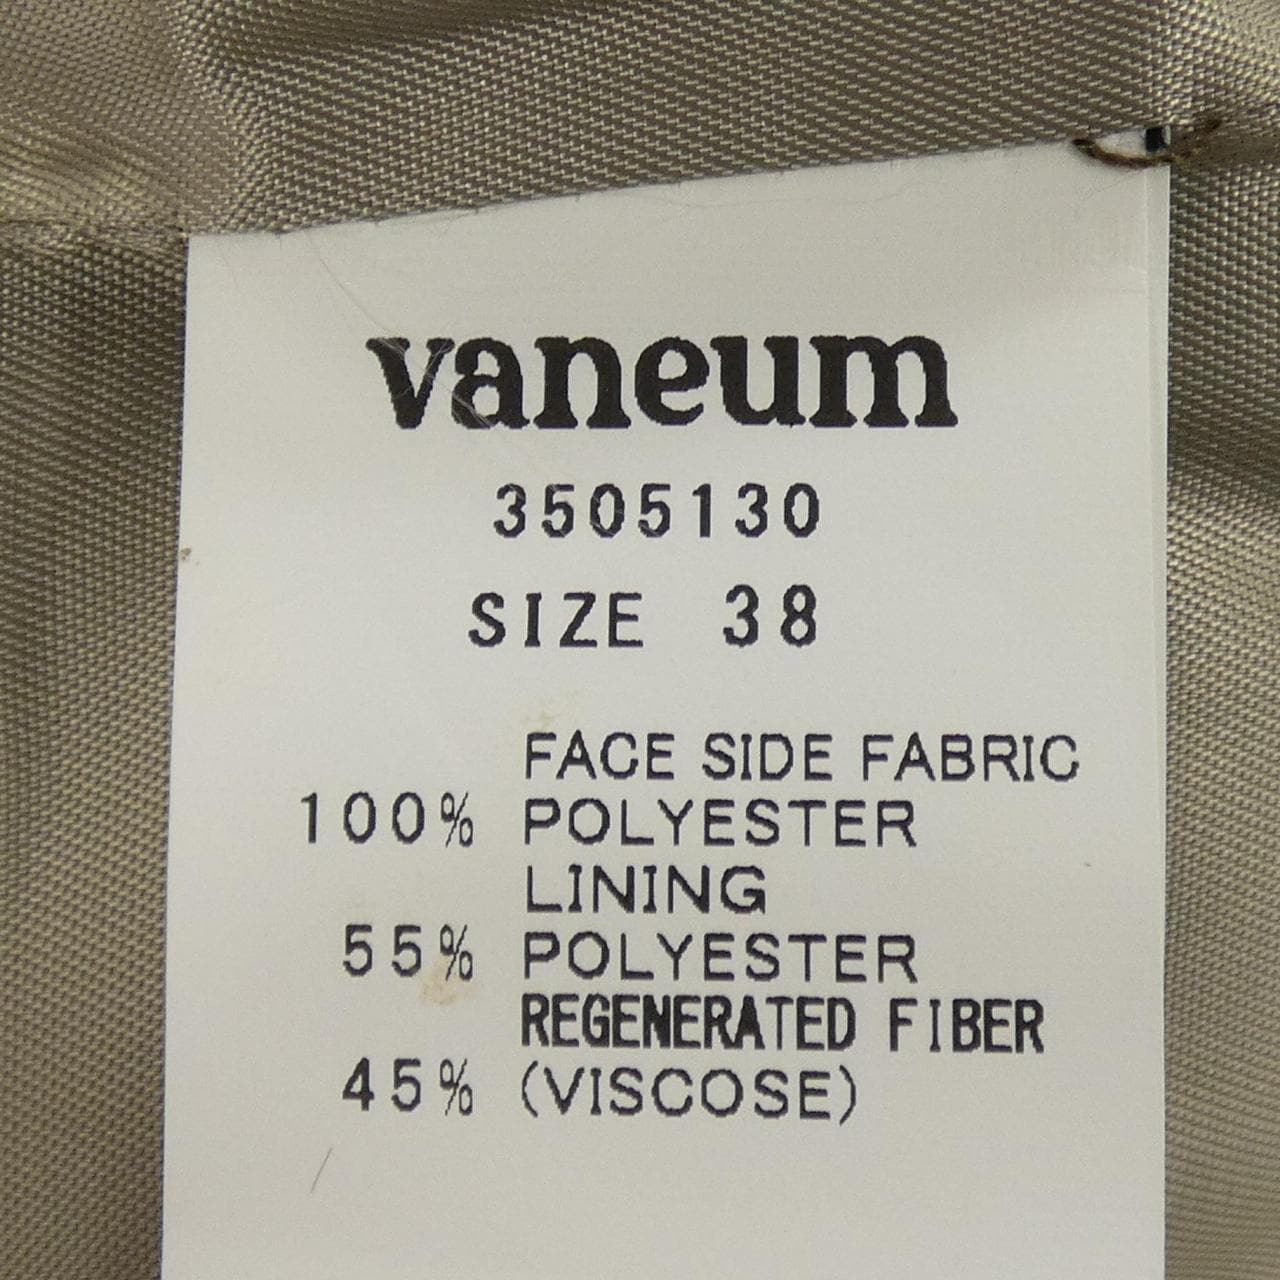 vaneum
3505130
SIZE 38
FACE SIDE FABRIC
100% POLYESTER
LINING
55% POLYESTER
REGENERATED FIBER
45% (VISCOSE)